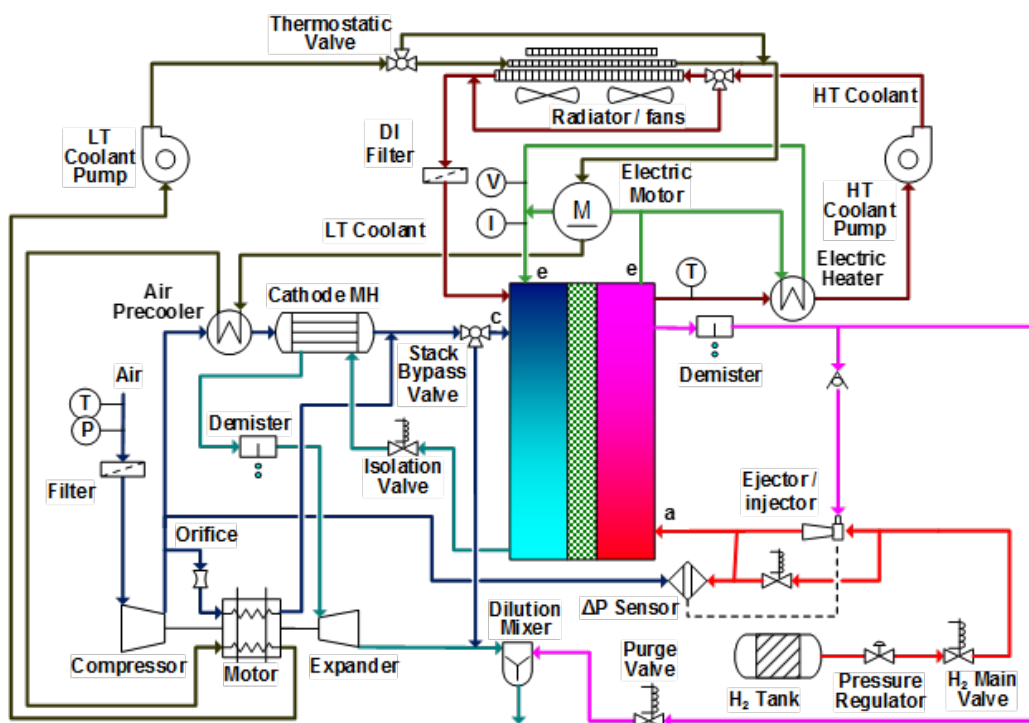 Thermostatic
Valve
HT Coolant
Radiator / fans
LT
Coolant
Pump
DI
Filter
V
I
M
Electric
Motor
HT
Coolant
Pump
LT Coolant
Electric
Heater
e
e
T
Air
Precooler
Cathode MH
c
Stack
Bypass
Valve
Demister
Air
T
P
Demister
Isolation
Valve
Filter
Ejector /
injector
a
Orifice
ΔP Sensor
Dilution
Mixer
Compressor
Motor
Expander
Purge
Valve
H2 Tank
Pressure
Regulator
H2 Main
Valve